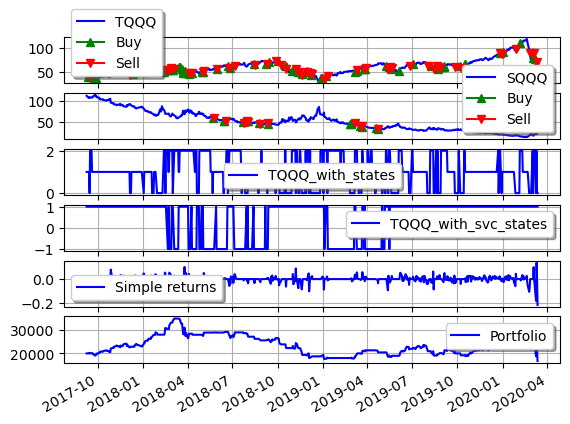 TQQQ
Buy
Sell
100
50
SQQQ
Buy
Sell
100
50
2
0
TQQQ_with_states
1
0
−1
TQQQ_with_svc_states
0.0
−0.2
Simple returns
30000
20000
Portfolio
2017-10
2018-01
2018-04
2018-07
2018-10
2019-01
2019-04
2019-07
2019-10
2020-01
2020-04